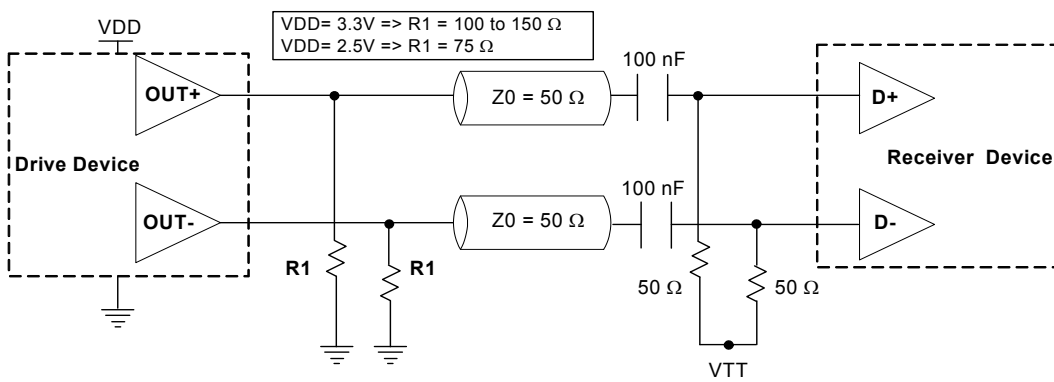 VDD
VDD= 3.3V => R1 = 100 to 150 Ω
VDD= 2.5V => R1 = 75 Ω
100 nF
OUT+
Z0 = 50 Ω
D+
Drive Device
Receiver Device
100 nF
OUT-
Z0 = 50 Ω
D-
R1
R1
50 Ω
50 Ω
VTT